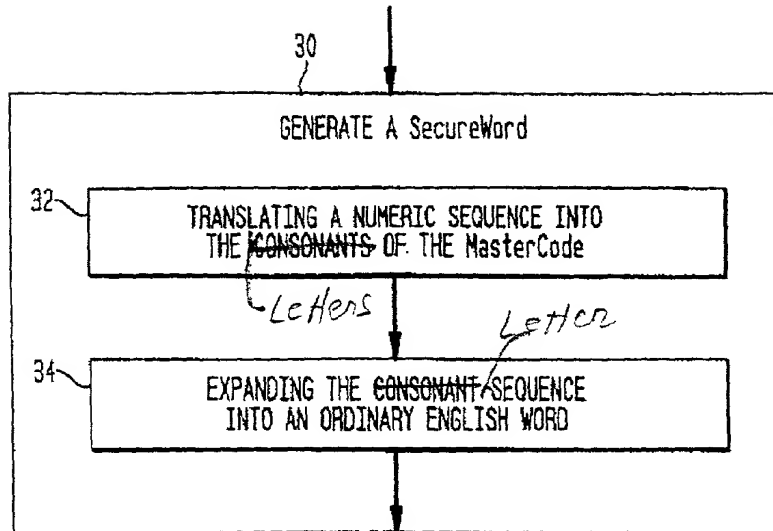 30
GENERATE A SecureWord
32
TRANSLATING A NUMERIC SEQUENCE INTO
THE CONSONANTS OF THE MasterCode
Letters
Letter
34
EXPANDING THE CONSONANT SEQUENCE
INTO AN ORDINARY ENGLISH WORD